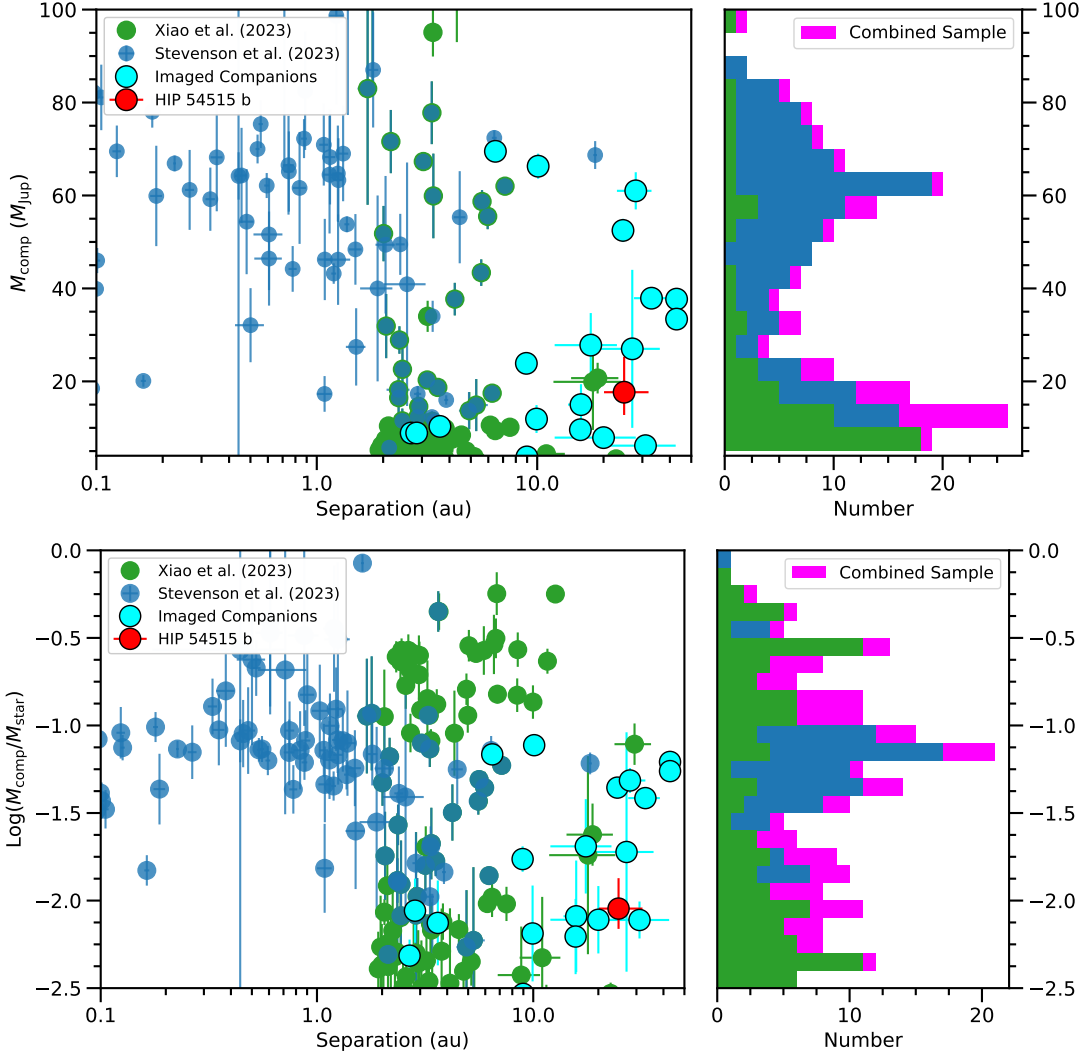 100
80
60
40
20
M_comp (M_Jup)
Xiao et al. (2023)
Stevenson et al. (2023)
Imaged Companions
HIP 54515 b
0.1 1.0 10.0
Separation (au)
Combined Sample
100
80
60
40
20
0 10 20
Number
0.0
−0.5
−1.0
−1.5
−2.0
−2.5
Log(M_comp/M_star)
Xiao et al. (2023)
Stevenson et al. (2023)
Imaged Companions
HIP 54515 b
0.1 1.0 10.0
Separation (au)
Combined Sample
0.0
−0.5
−1.0
−1.5
−2.0
−2.5
0 10 20
Number